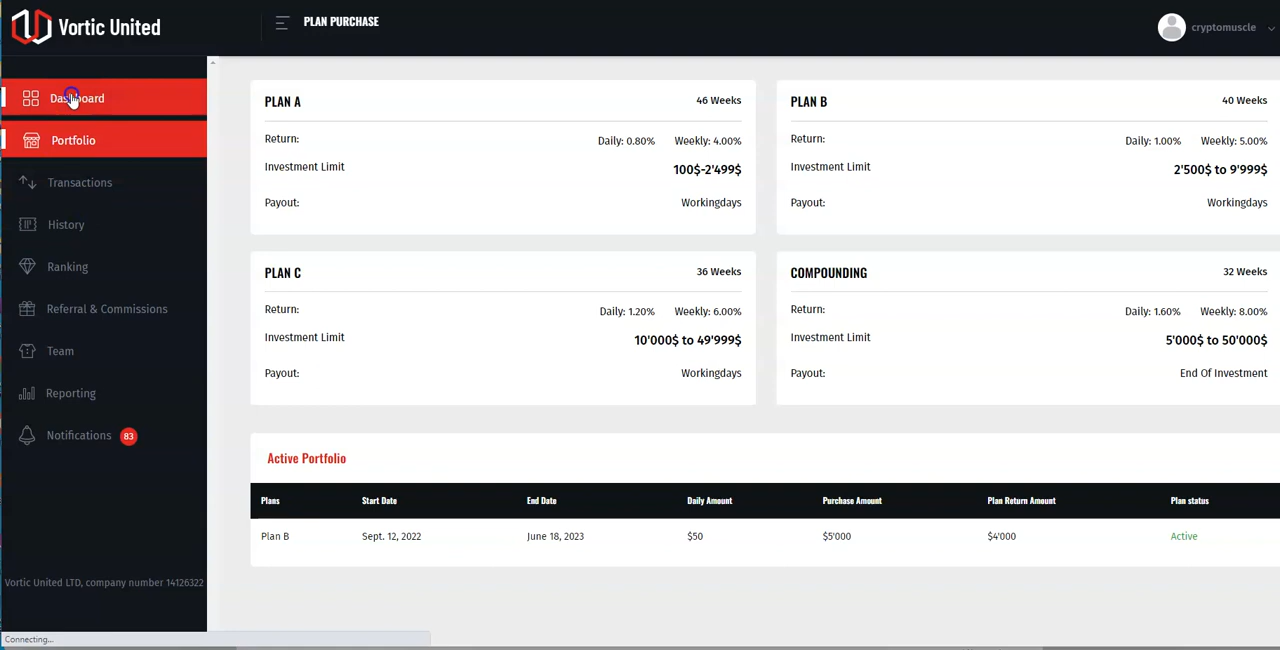 Vortic United
PLAN PURCHASE
cryptomuscle
Dashboard
Portfolio
Transactions
History
Ranking
Referral & Commissions
Team
Reporting
Notifications 83
Vortic United LTD, company number 14126322
Connecting...
PLAN A 46 Weeks
Return: Daily: 0.80% Weekly: 4.00%
Investment Limit 100$-2'499$
Payout: Workingdays
PLAN B 40 Weeks
Return: Daily: 1.00% Weekly: 5.00%
Investment Limit 2'500$ to 9'999$
Payout: Workingdays
PLAN C 36 Weeks
Return: Daily: 1.20% Weekly: 6.00%
Investment Limit 10'000$ to 49'999$
Payout: Workingdays
COMPOUNDING 32 Weeks
Return: Daily: 1.60% Weekly: 8.00%
Investment Limit 5'000$ to 50'000$
Payout: End Of Investment
Active Portfolio
Plans Start Date End Date Daily Amount Purchase Amount Plan Return Amount Plan status
Plan B Sept. 12, 2022 June 18, 2023 $50 $5'000 $4'000 Active